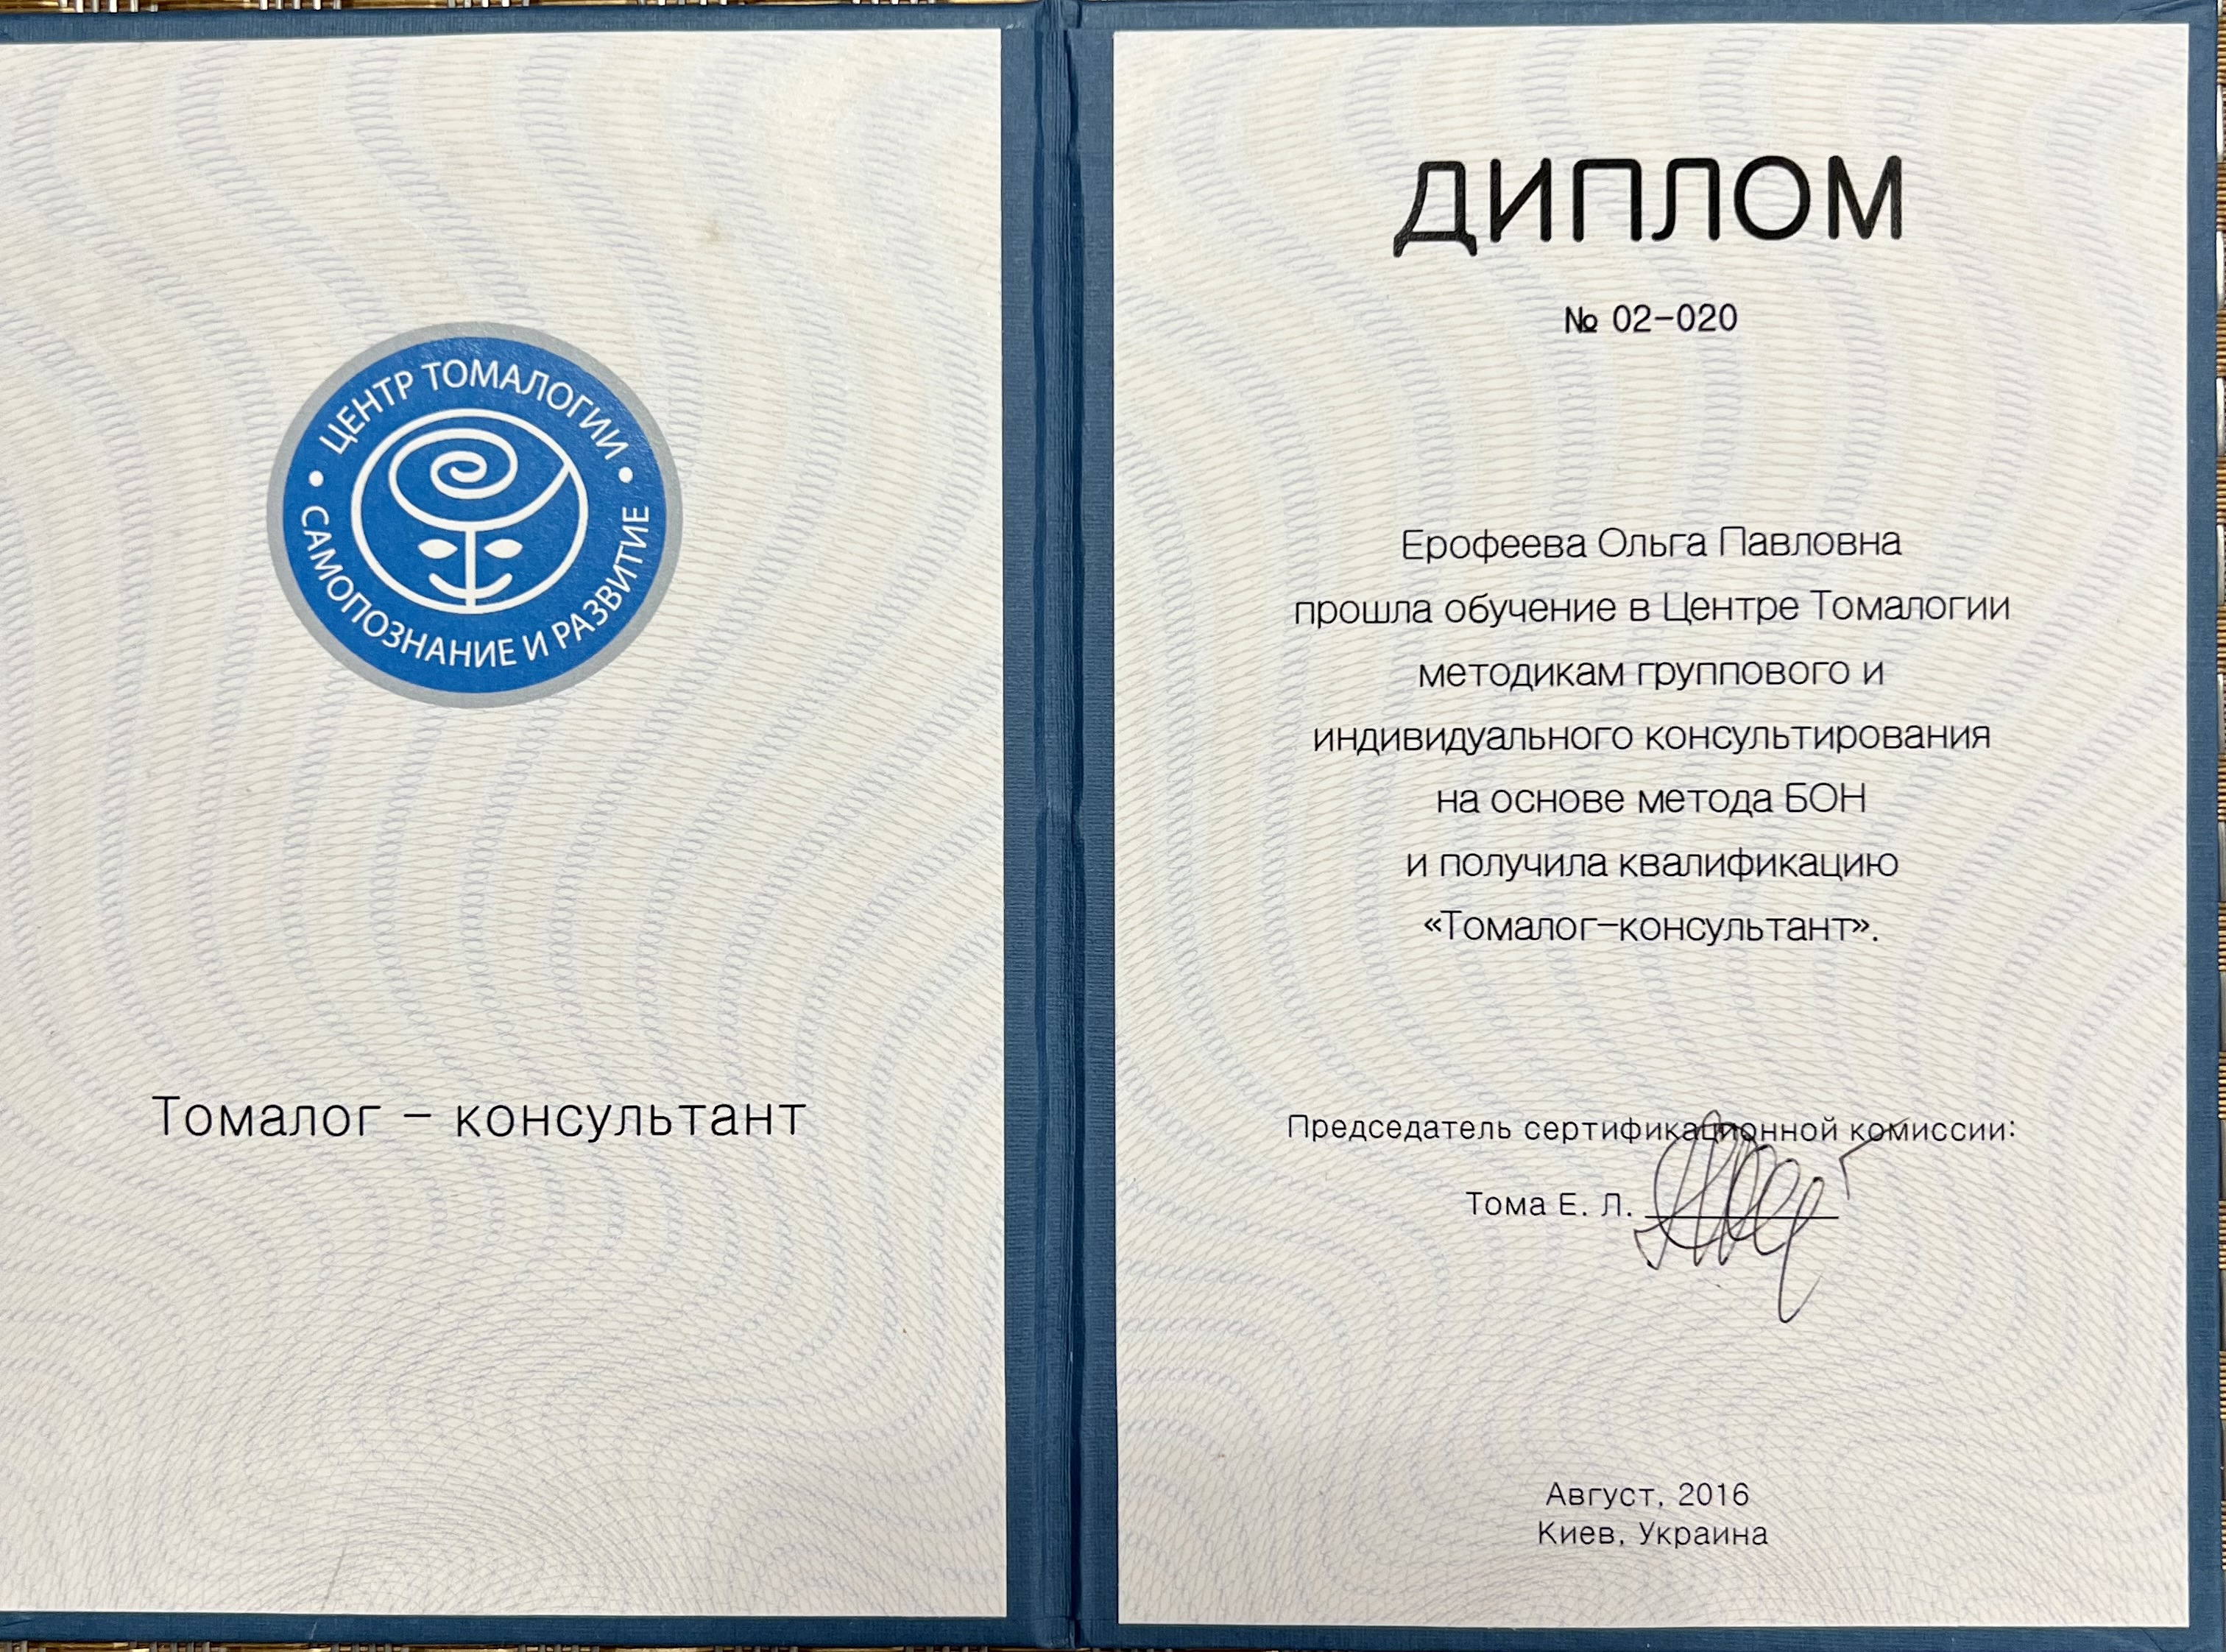 ЦЕНТР ТОМАЛОГИИ
САМОПОЗНАНИЕ И РАЗВИТИЕ
Томалог – консультант
ДИПЛОМ
№ 02-020
Ерофеева Ольга Павловна
прошла обучение в Центре Томалогии
методикам группового и
индивидуального консультирования
на основе метода БОН
и получила квалификацию
«Томалог-консультант».
Председатель сертификационной комиссии:
Тома Е. Л.
Август, 2016
Киев, Украина